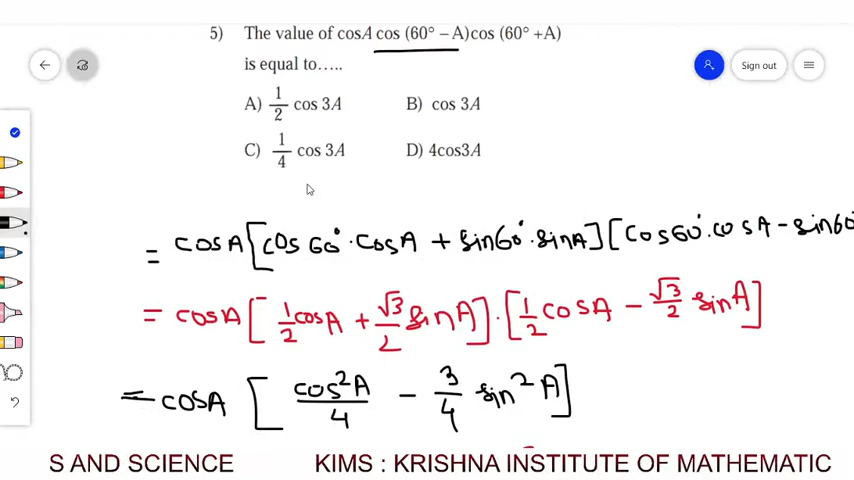 5) The value of cosA cos (60° – A)cos (60° +A)
is equal to…..
Sign out
A) 1/2 cos 3A B) cos 3A
C) 1/4 cos 3A D) 4cos3A
= cosA[cos60°·cosA + sin60°·sinA][cos60°.cosA - sin60°
= cosA[1/2 cosA + √3/2 sinA]·[1/2 cosA - √3/2 sinA]
= cosA [cos²A/4 - 3/4 sin²A]
S AND SCIENCE KIMS : KRISHNA INSTITUTE OF MATHEMATIC